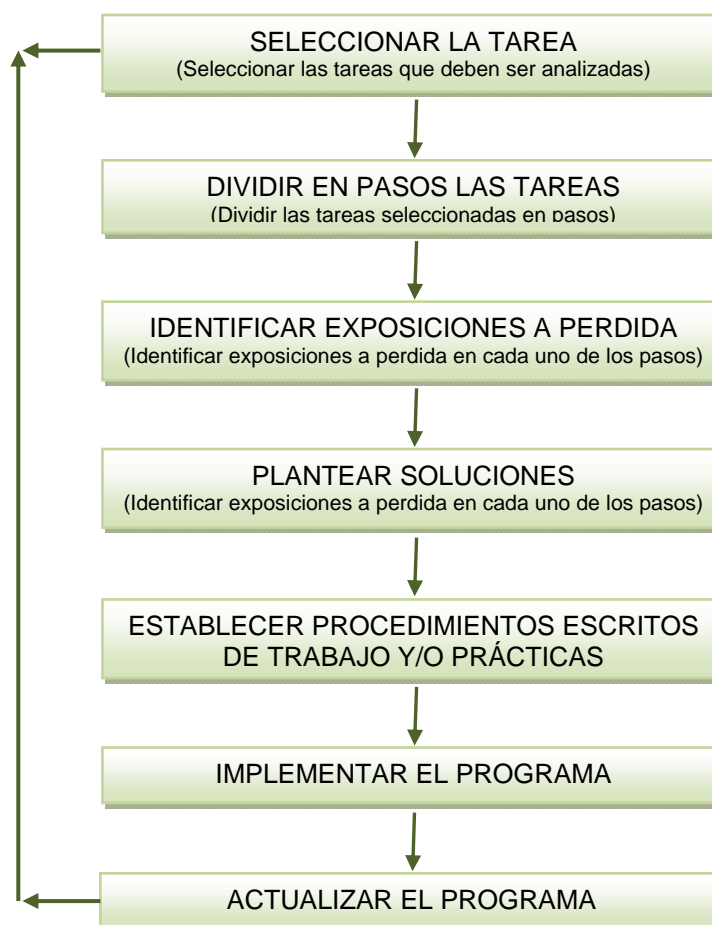 SELECCIONAR LA TAREA
(Seleccionar las tareas que deben ser analizadas)
DIVIDIR EN PASOS LAS TAREAS
(Dividir las tareas seleccionadas en pasos)
IDENTIFICAR EXPOSICIONES A PERDIDA
(Identificar exposiciones a perdida en cada uno de los pasos)
PLANTEAR SOLUCIONES
(Identificar exposiciones a perdida en cada uno de los pasos)
ESTABLECER PROCEDIMIENTOS ESCRITOS
DE TRABAJO Y/O PRÁCTICAS
IMPLEMENTAR EL PROGRAMA
ACTUALIZAR EL PROGRAMA